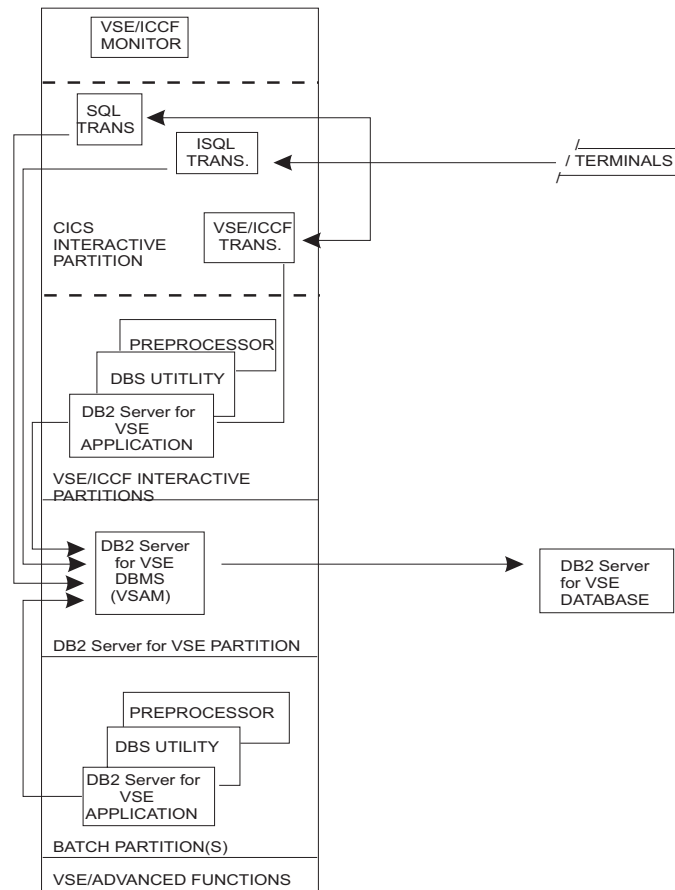 VSE/ICCF
MONITOR
SQL
TRANS
ISQL
TRANS.
/ TERMINALS
CICS
INTERACTIVE
PARTITION
VSE/ICCF
TRANS.
PREPROCESSOR
DBS UTITLITY
DB2 Server for
VSE
APPLICATION
VSE/ICCF INTERACTIVE
PARTITIONS
DB2 Server
for VSE
DBMS
(VSAM)
DB2 Server
for VSE
DATABASE
DB2 Server for VSE PARTITION
PREPROCESSOR
DBS UTILITY
DB2 Server for
VSE
APPLICATION
BATCH PARTITION(S)
VSE/ADVANCED FUNCTIONS